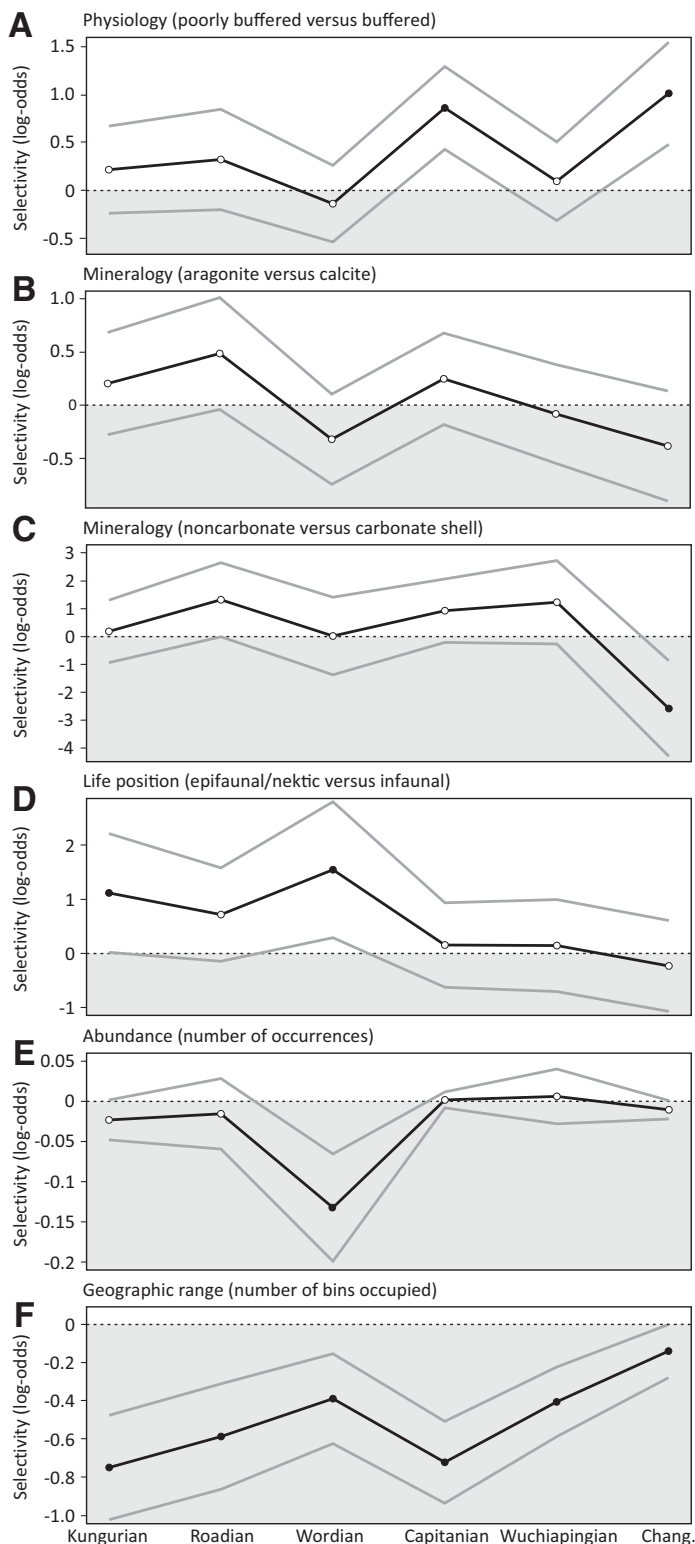 A
Physiology (poorly buffered versus buffered)
Selectivity (log-odds)
1.5
1.0
0.5
0
-0.5
B
Mineralogy (aragonite versus calcite)
Selectivity (log-odds)
1.0
0.5
0
-0.5
C
Mineralogy (noncarbonate versus carbonate shell)
Selectivity (log-odds)
3
2
1
0
-1
-2
-3
-4
D
Life position (epifaunal/nektic versus infaunal)
Selectivity (log-odds)
2
1
0
-1
E
Abundance (number of occurrences)
Selectivity (log-odds)
0.05
0
-0.05
-0.1
-0.15
-0.2
F
Geographic range (number of bins occupied)
Selectivity (log-odds)
0
-0.2
-0.4
-0.6
-0.8
-1.0
Kungurian Roadian Wordian Capitanian Wuchiapingian Chang.